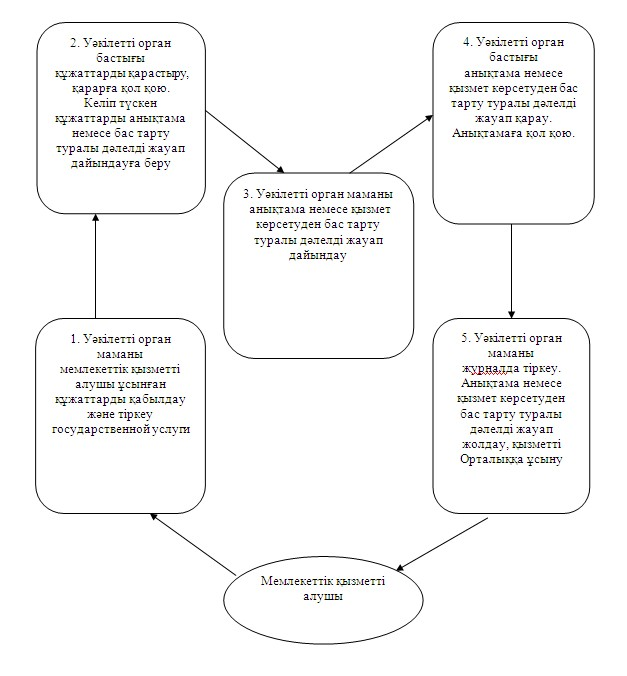 1. Уәкілетті орган
маманы
мемлекеттік қызметті
алушы ұсынған
құжаттарды қабылдау
және тіркеу
государственной услуги
2. Уәкілетті орган
бастығы
құжаттарды қарастыру,
қарарға қол қою.
Келіп түскен
құжаттарды анықтама
немесе бас тарту
туралы дәлелді жауап
дайындауға беру
3. Уәкілетті орган маманы
анықтама немесе қызмет
көрсетуден бас тарту
туралы дәлелді жауап
дайындау
4. Уәкілетті орган
бастығы
анықтама немесе
қызмет көрсетуден бас
тарту туралы дәлелді
жауап қарау.
Анықтамаға қол қою.
5. Уәкілетті орган
маманы
журналда тіркеу.
Анықтама немесе
қызмет көрсетуден
бас тарту туралы
дәлелді жауап
жолдау, қызметті
Орталыққа ұсыну
Мемлекеттік қызметті
алушы